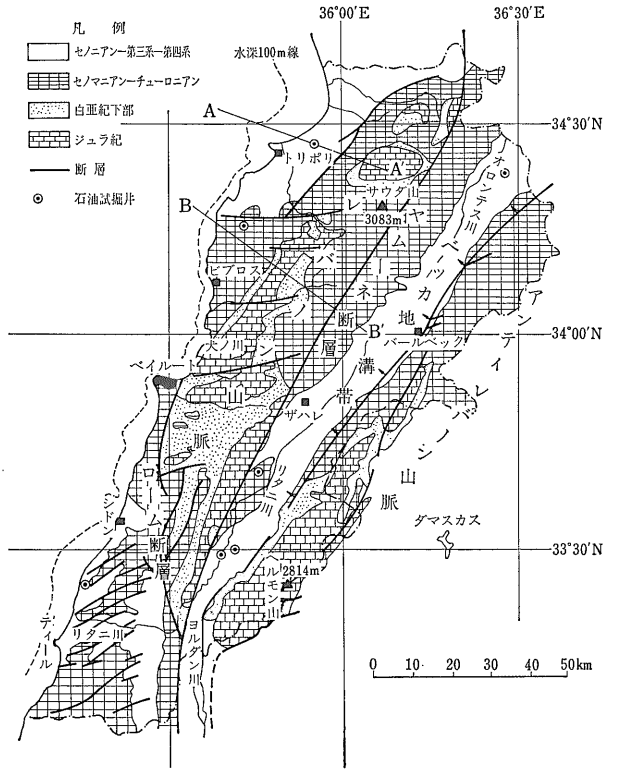 36°00′E
36°30′E
凡 例
セノニアン—第三系—第四系
セノマニアン—チューロニアン
白亜紀下部
ジュラ紀
断層
石油試掘井
水深100m線
A
34°30′N
トリポリ
A′
サウダ山
3083m
オロンテス川
B
レバノン山脈
ヤムーネ断層
ベッカ地溝帯
ビブロス
B′
34°00′N
犬ノ川
バールベック
ベイルート
アンティレバノン山脈
ザハレ
リタニ川
ローム断層
シドン
ダマスカス
33°30′N
2814m
ヘルモン山
ティール
リタニ川
ヨルダン川
0 10 20 30 40 50km